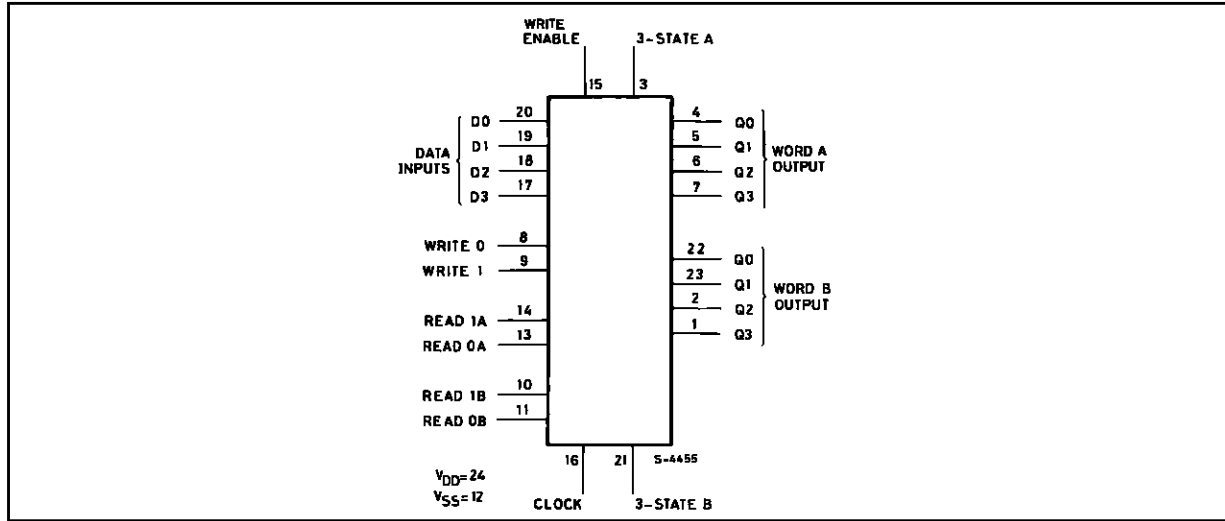 WRITE
ENABLE
3-STATE A
15
3
D0
20
D1
19
D2
18
D3
17
DATA
INPUTS
4
Q0
5
Q1
6
Q2
7
Q3
WORD A
OUTPUT
WRITE 0
8
WRITE 1
9
22
Q0
23
Q1
2
Q2
1
Q3
WORD B
OUTPUT
READ 1A
14
READ 0A
13
READ 1B
10
READ 0B
11
16
21
S-4455
VDD=24
VSS=12
CLOCK
3-STATE B